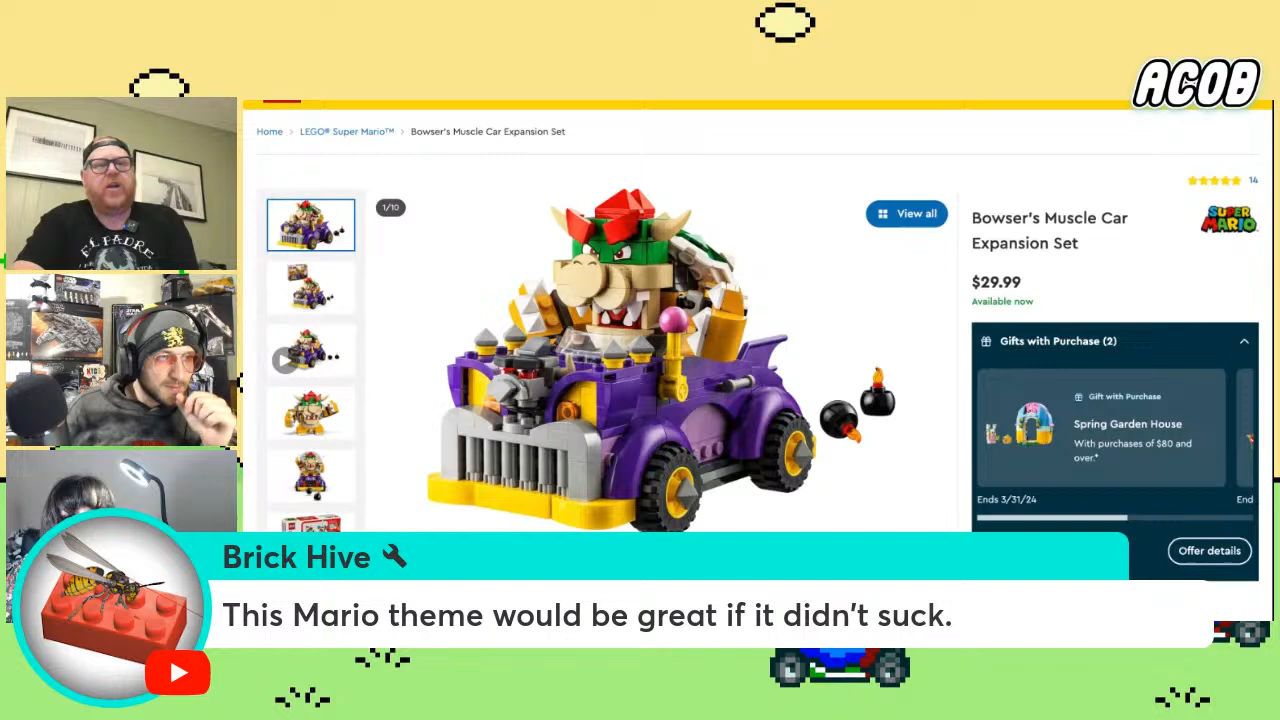 ACOB
Home > LEGO® Super Mario™ > Bowser's Muscle Car Expansion Set
14
1/10
View all
Bowser's Muscle Car
Expansion Set
SUPER
MARIO
$29.99
Available now
Gifts with Purchase (2)
Gift with Purchase
Spring Garden House
With purchases of $80 and
over.*
Ends 3/31/24
End
Offer details
EL PADRE
Brick Hive
This Mario theme would be great if it didn't suck.